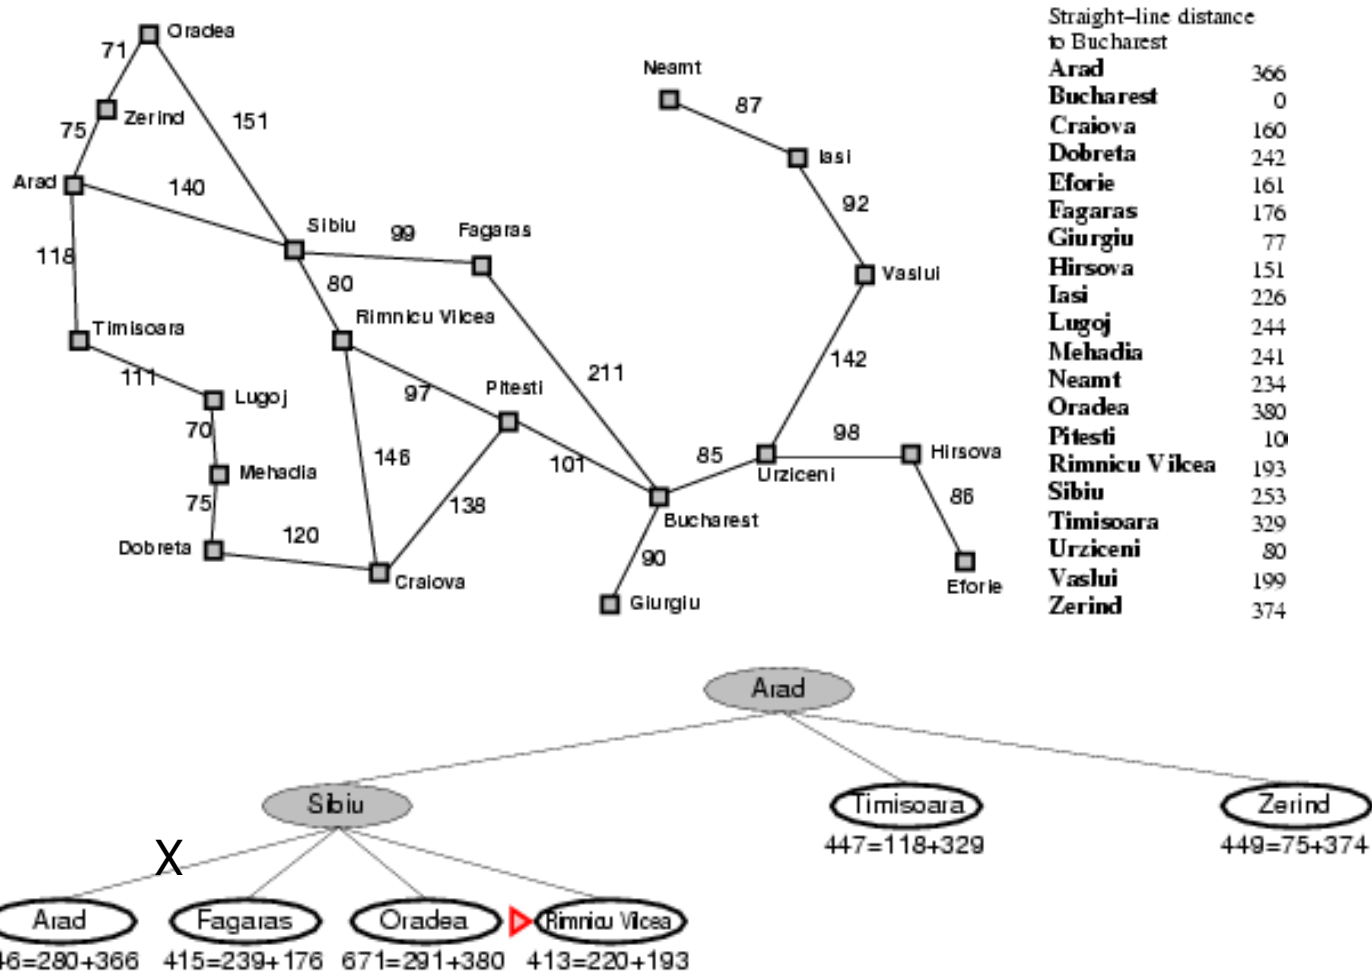 Oradea
71
Neamt
87
Zerind
151
75
Iasi
Arad
140
92
Sibiu
99
Fagaras
118
80
Vaslui
Rimnicu Vilcea
Timisoara
142
111
211
97
Pitesti
Lugoj
70
98
Hirsova
146
85
101
Mehadia
Urziceni
86
75
138
Bucharest
Dobreta
120
90
Craiova
Eforie
Giurgiu
Straight–line distance
to Bucharest
Arad 366
Bucharest 0
Craiova 160
Dobreta 242
Eforie 161
Fagaras 176
Giurgiu 77
Hirsova 151
Iasi 226
Lugoj 244
Mehadia 241
Neamt 234
Oradea 380
Pitesti 10
Rimnicu Vilcea 193
Sibiu 253
Timisoara 329
Urziceni 80
Vaslui 199
Zerind 374
Arad
Sibiu
Timisoara
Zerind
447=118+329
449=75+374
X
Arad
Fagaras
Oradea
Rimnicu Vilcea
46=280+366
415=239+176
671=291+380
413=220+193